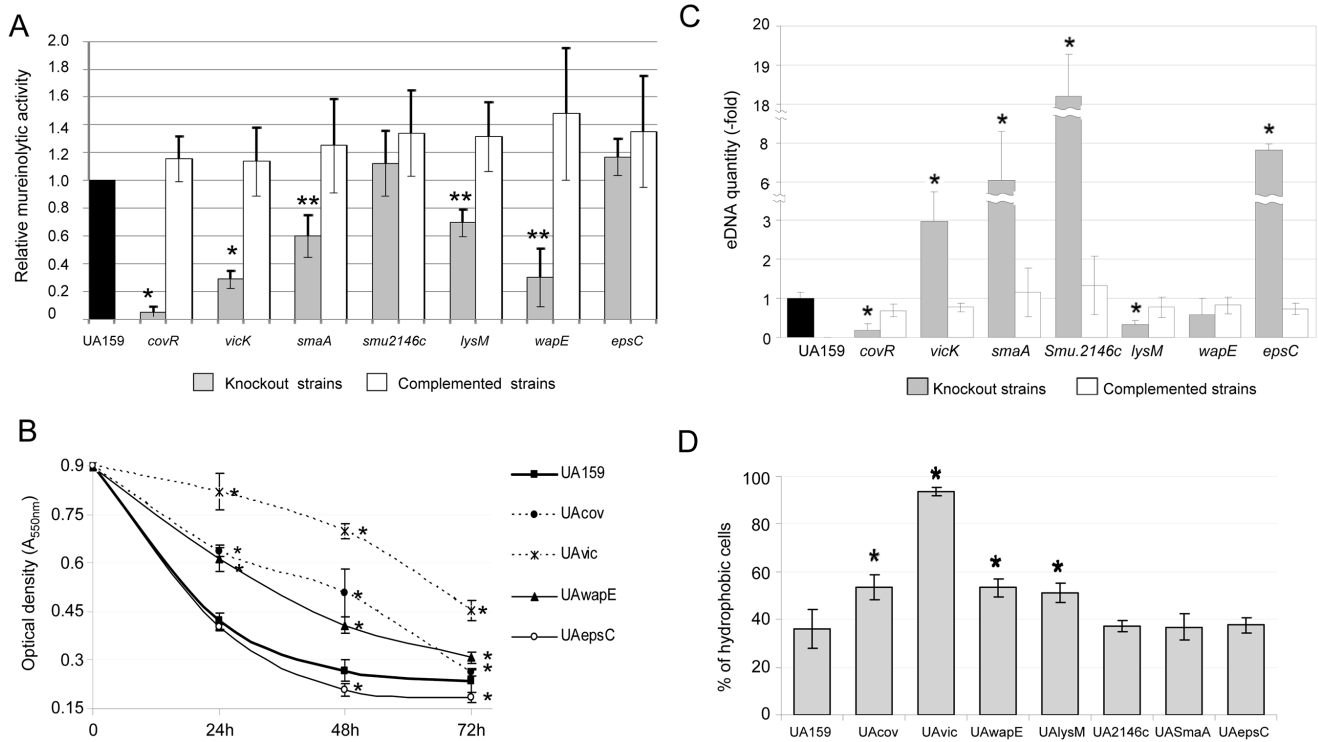 A
Relative mureinolytic activity
2.0
1.8
1.6
1.4
1.2
1.0
0.8
0.6
0.4
0.2
0
* * ** ** **
UA159 covR vicK smaA smu2146c lysM wapE epsC
Knockout strains Complemented strains
B
Optical density (A550nm)
0.9
0.75
0.6
0.45
0.3
0.15
0 24h 48h 72h
* * * * * * * * * * *
UA159
UAcov
UAvic
UAwapE
UAepsC
C
eDNA quantity (-fold)
20
19
18
8
6
3
2
1
0
* * * * * *
UA159 covR vicK smaA Smu.2146c lysM wapE epsC
Knockout strains Complemented strains
D
% of hydrophobic cells
100
80
60
40
20
0
* * * *
UA159 UAcov UAvic UAwapE UAlysM UA2146c UASmaA UAepsC